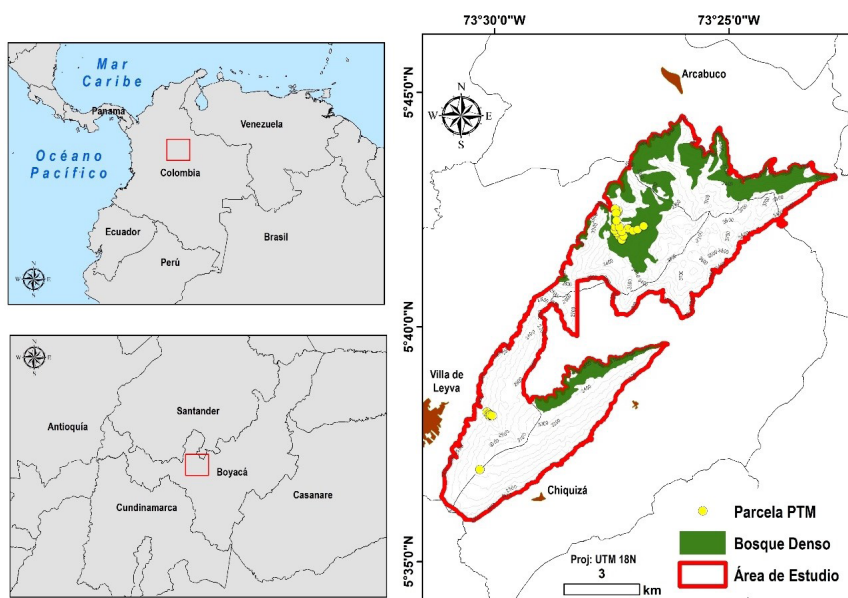 Mar
Caribe
Panamá
Venezuela
Océano
Pacífico
Colombia
Ecuador
Brasil
Perú
N
W E
S
N
W E
S
Santander
Antioquía
Boyacá
Casanare
Cundinamarca
73°30'0"W 73°25'0"W
5°45'0"N
5°40'0"N
5°35'0"N
Arcabuco
N
W E
S
Villa de
Leyva
Chiquizá
Parcela PTM
Bosque Denso
Área de Estudio
Proj: UTM 18N
3
km